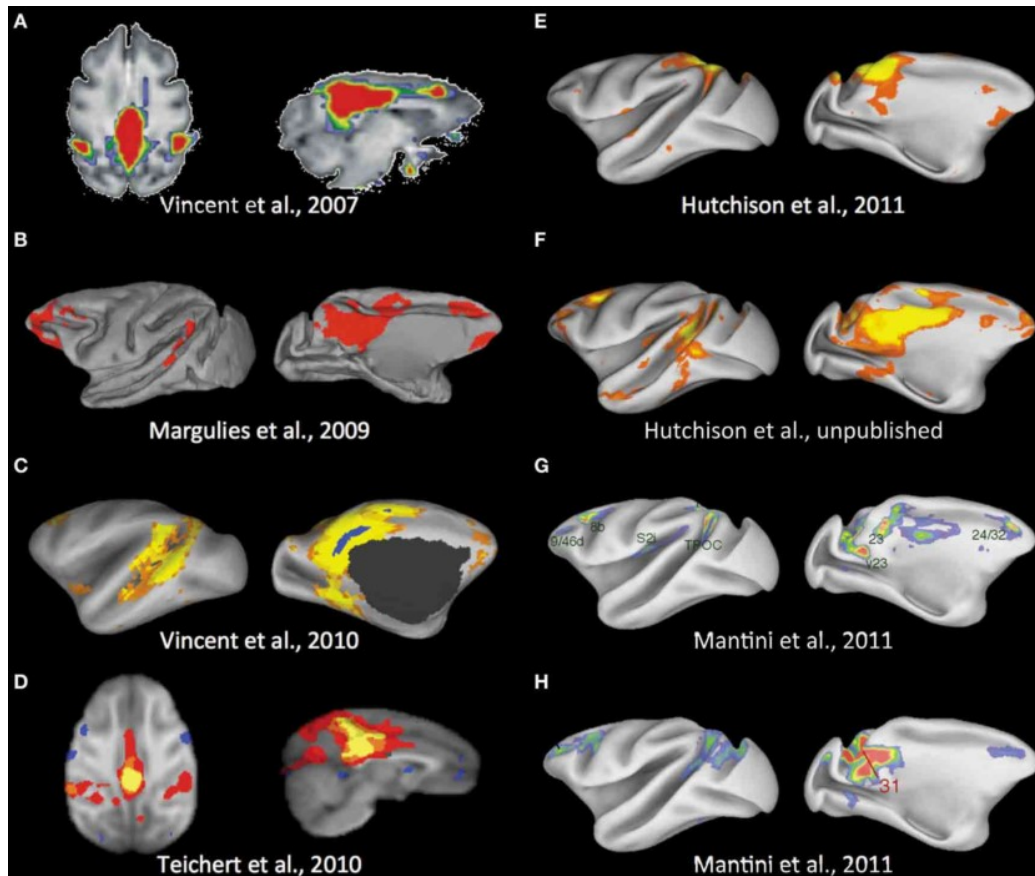 A
Vincent et al., 2007
B
Margulies et al., 2009
C
Vincent et al., 2010
D
Teichert et al., 2010
E
Hutchison et al., 2011
F
Hutchison et al., unpublished
G
9/46d
8b
S2i
TPOC
23
v23
24/32
Mantini et al., 2011
H
31
Mantini et al., 2011